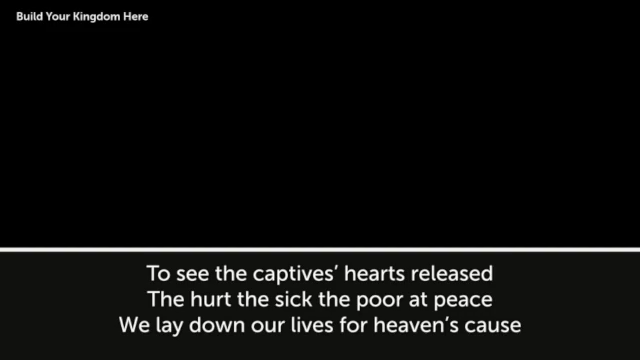 Build Your Kingdom Here
To see the captives’ hearts released
The hurt the sick the poor at peace
We lay down our lives for heaven’s cause